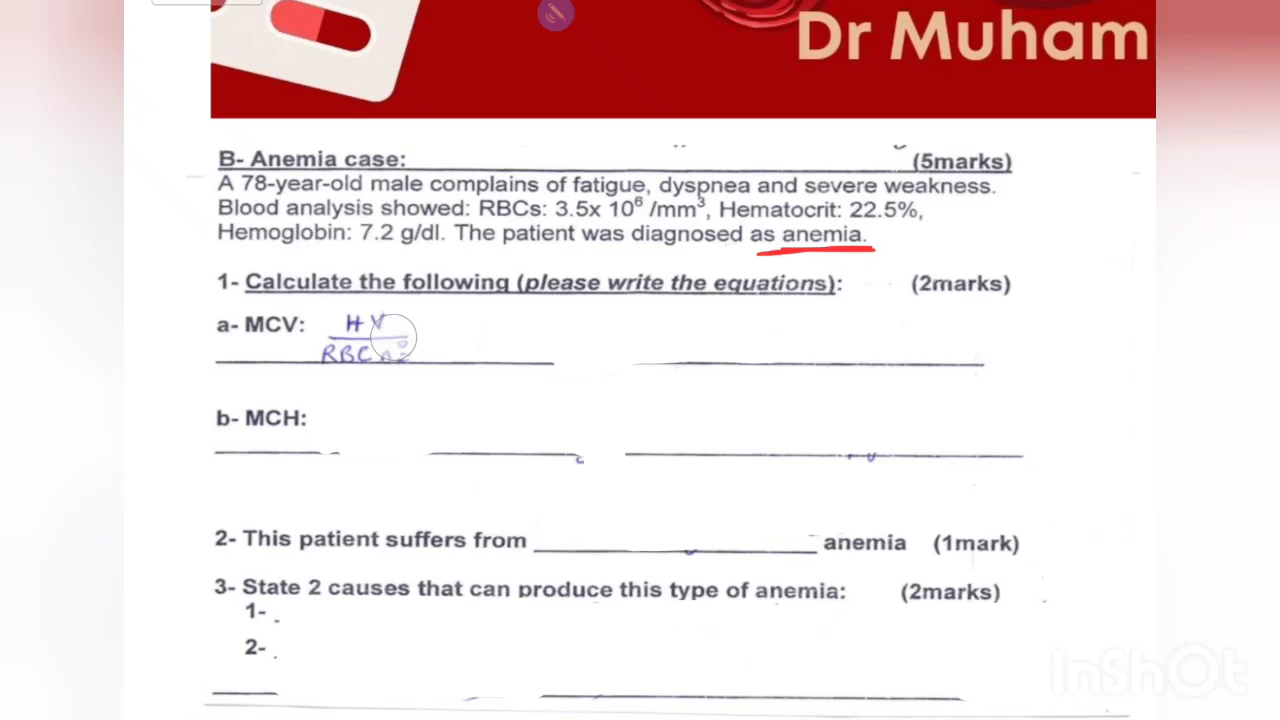 Dr Muham
B- Anemia case: (5marks)
A 78-year-old male complains of fatigue, dyspnea and severe weakness.
Blood analysis showed: RBCs: 3.5x 10⁶ /mm³, Hematocrit: 22.5%,
Hemoglobin: 7.2 g/dl. The patient was diagnosed as anemia.
1- Calculate the following (please write the equations): (2marks)
a- MCV: H V
RBC
b- MCH:
2- This patient suffers from ____ anemia (1mark)
3- State 2 causes that can produce this type of anemia: (2marks)
1-
2-
InShOt